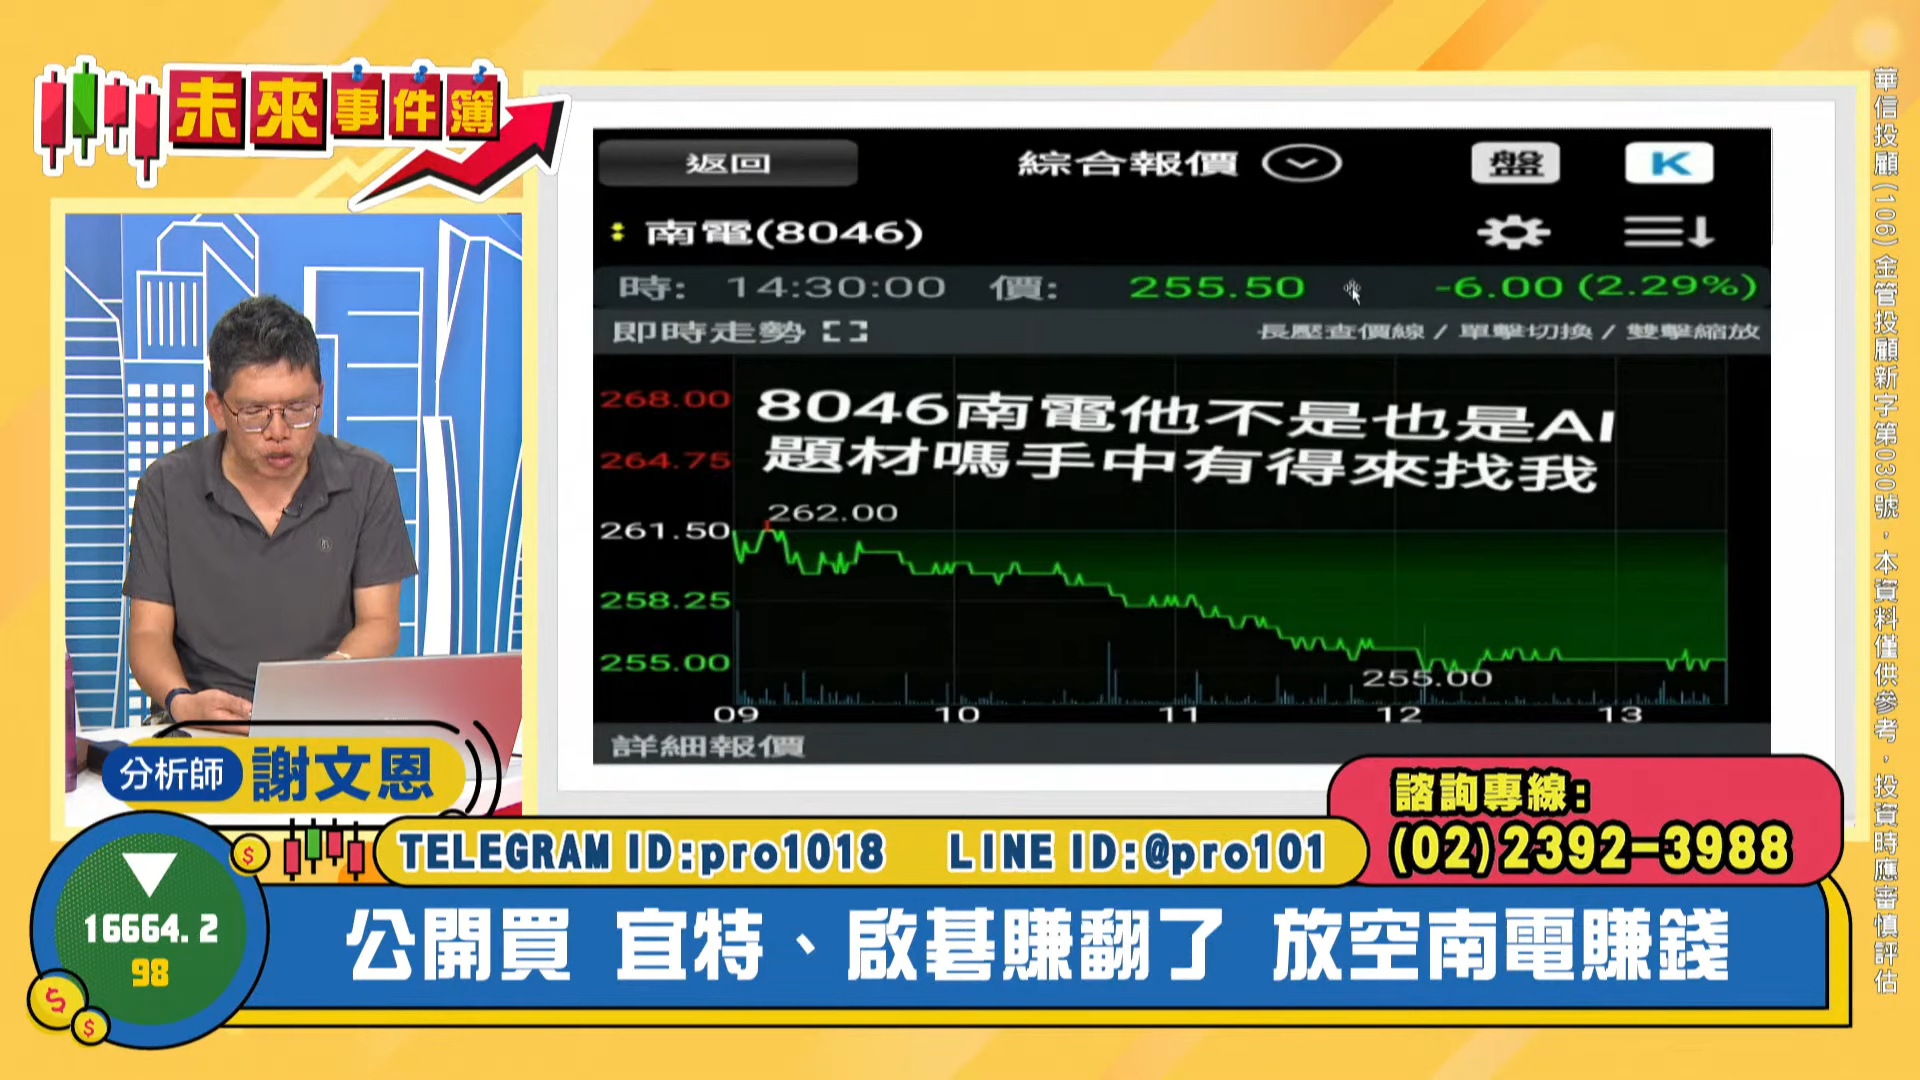 未來事件簿
返回
綜合報價
盤
K
南電(8046)
時: 14:30:00 價: 255.50 -6.00 (2.29%)
即時走勢
長壓查價線 / 單擊切換 / 雙擊縮放
268.00
264.75
261.50
258.25
255.00
8046南電他不是也是AI
題材嗎手中有得來找我
262.00
255.00
09 10 11 12 13
詳細報價
分析師 謝文恩
諮詢專線:
(02)2392-3988
TELEGRAM ID:pro1018 LINE ID:@pro101
16664.2
98
公開買 宜特、啟碁賺翻了 放空南電賺錢
華信投顧(106)金管投顧新字第030號，本資料僅供參考，投資時應審慎評估